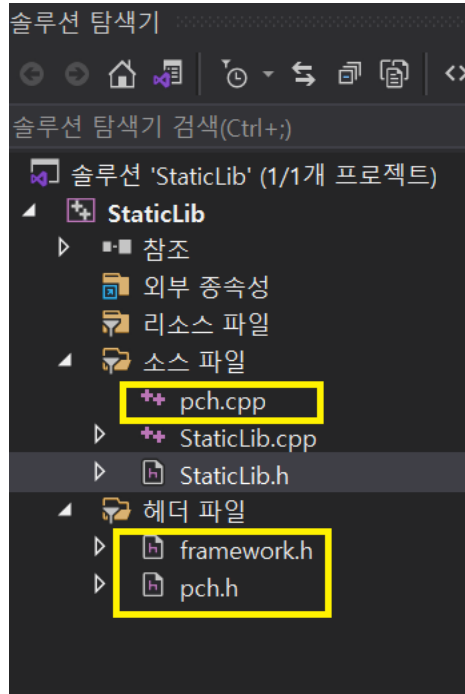 솔루션 탐색기
솔루션 탐색기 검색(Ctrl+;)
솔루션 'StaticLib' (1/1개 프로젝트)
StaticLib
참조
외부 종속성
리소스 파일
소스 파일
pch.cpp
StaticLib.cpp
StaticLib.h
헤더 파일
framework.h
pch.h